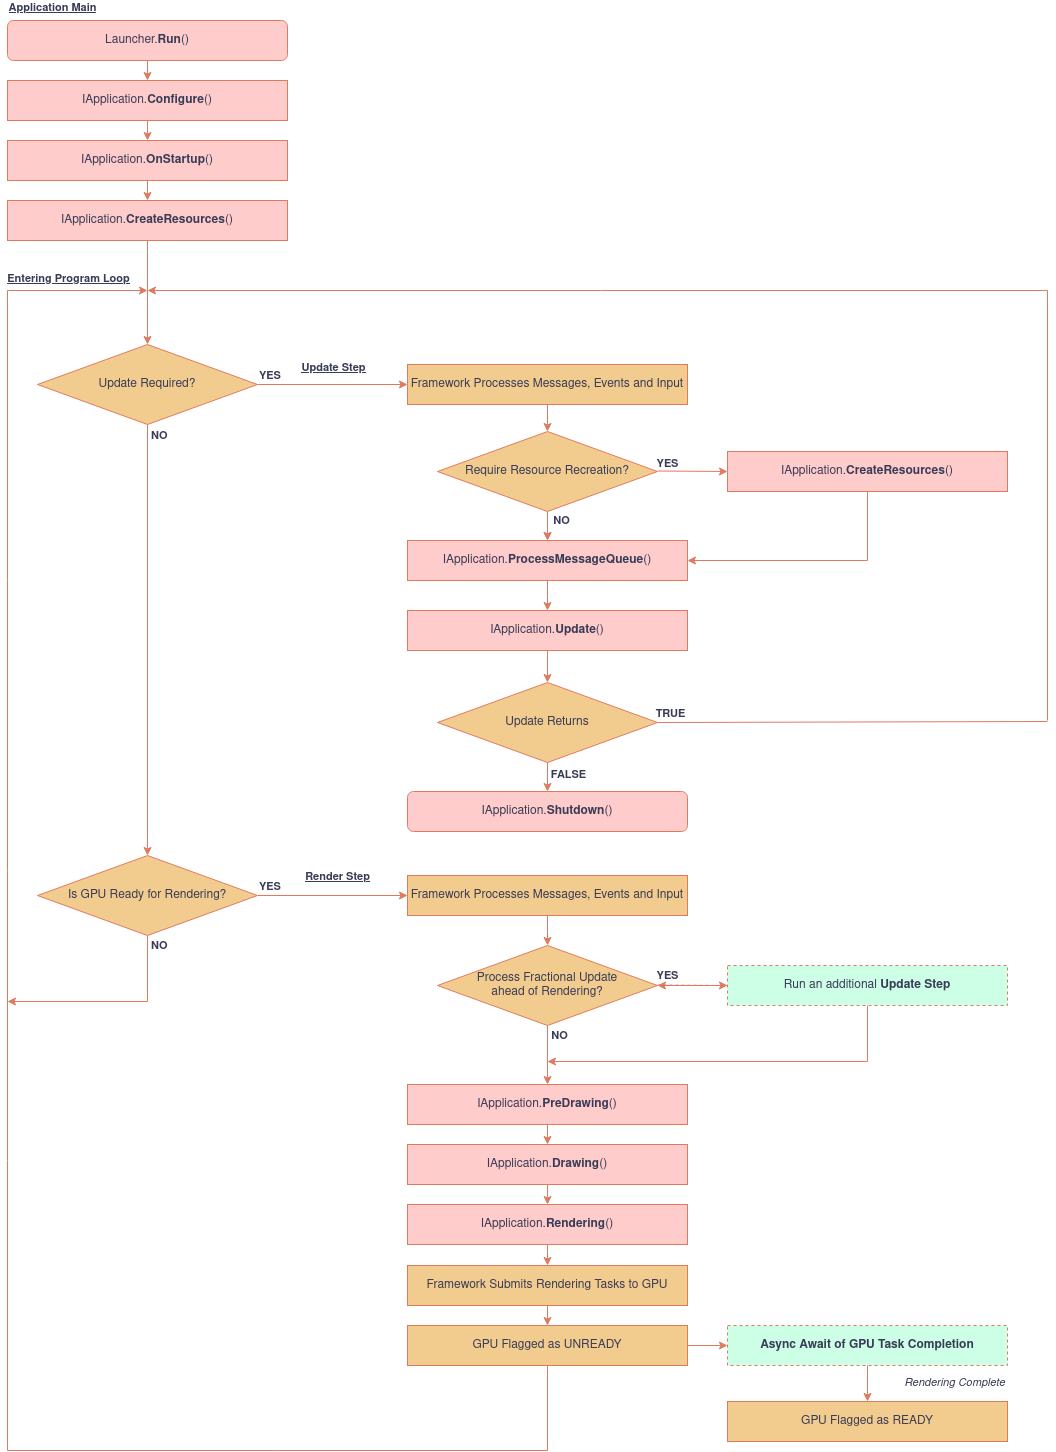 Application Main
Launcher.Run()
IApplication.Configure()
IApplication.OnStartup()
IApplication.CreateResources()
Entering Program Loop
Update Required?
YES
Update Step
Framework Processes Messages, Events and Input
NO
Require Resource Recreation?
YES
IApplication.CreateResources()
NO
IApplication.ProcessMessageQueue()
IApplication.Update()
Update Returns
TRUE
FALSE
IApplication.Shutdown()
Is GPU Ready for Rendering?
YES
Render Step
Framework Processes Messages, Events and Input
NO
Process Fractional Update
ahead of Rendering?
YES
Run an additional Update Step
NO
IApplication.PreDrawing()
IApplication.Drawing()
IApplication.Rendering()
Framework Submits Rendering Tasks to GPU
GPU Flagged as UNREADY
Async Await of GPU Task Completion
Rendering Complete
GPU Flagged as READY